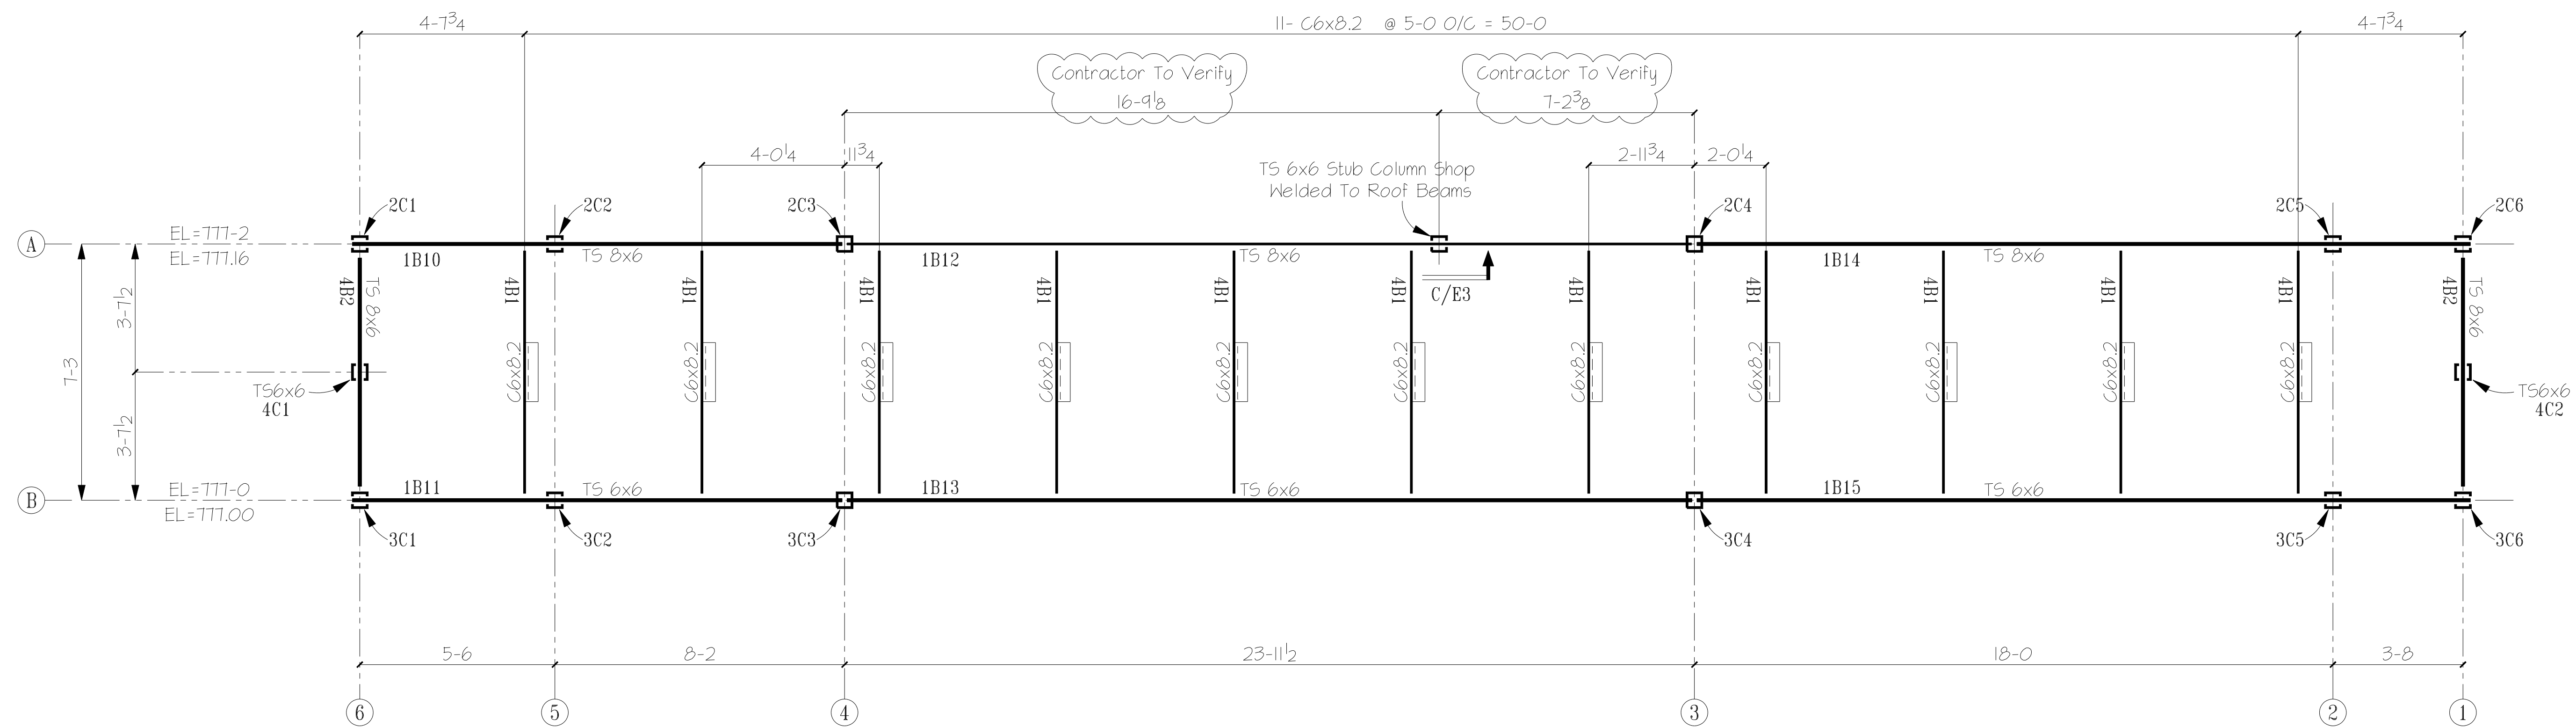 4-7 3/4
11- C6x8.2 @ 5-0 O/C = 50-0
4-7 3/4
Contractor To Verify
16-9 1/8
Contractor To Verify
7-2 3/8
4-0 1/4
11 3/4
2-11 3/4
2-0 1/4
TS 6x6 Stub Column Shop
Welded To Roof Beams
2C1
2C2
2C3
2C4
2C5
2C6
A
EL=777-2
EL=777.16
1B10
TS 8x6
1B12
TS 8x6
1B14
TS 8x6
C/E3
4B2
TS 8x6
4B1
4B1
4B1
4B1
4B1
4B1
4B1
4B1
4B1
4B1
4B1
4B2
TS 8x6
3-7 1/2
7-3
3-7 1/2
C6x8.2
C6x8.2
C6x8.2
C6x8.2
C6x8.2
C6x8.2
C6x8.2
C6x8.2
C6x8.2
C6x8.2
C6x8.2
TS6x6
4C1
TS6x6
4C2
B
EL=777-0
EL=777.00
1B11
TS 6x6
1B13
TS 6x6
1B15
TS 6x6
3C1
3C2
3C3
3C4
3C5
3C6
5-6
8-2
23-11 1/2
18-0
3-8
6
5
4
3
2
1